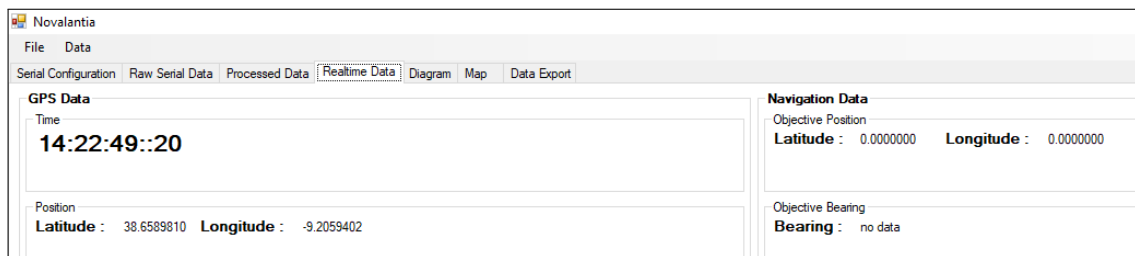 Novalantia
File Data
Serial Configuration Raw Serial Data Processed Data Realtime Data Diagram Map Data Export
GPS Data
Time
14:22:49::20
Position
Latitude : 38.6589810 Longitude : -9.2059402
Navigation Data
Objective Position
Latitude : 0.0000000 Longitude : 0.0000000
Objective Bearing
Bearing : no data